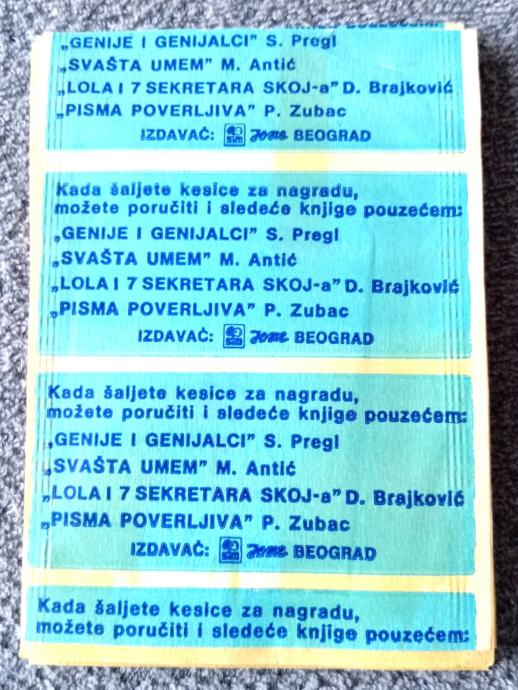 „GENIJE I GENIJALCI” S. Pregl
„SVAŠTA UMEM” M. Antić
„LOLA I 7 SEKRETARA SKOJ-a” D. Brajković
„PISMA POVERLJIVA” P. Zubac
IZDAVAČ: BEOGRAD
Kada šaljete kesice za nagradu,
možete poručiti i sledeće knjige pouzećem:
„GENIJE I GENIJALCI” S. Pregl
„SVAŠTA UMEM” M. Antić
„LOLA I 7 SEKRETARA SKOJ-a” D. Brajković
„PISMA POVERLJIVA” P. Zubac
IZDAVAČ: BEOGRAD
Kada šaljete kesice za nagradu,
možete poručiti i sledeće knjige pouzećem:
„GENIJE I GENIJALCI” S. Pregl
„SVAŠTA UMEM” M. Antić
„LOLA I 7 SEKRETARA SKOJ-a” D. Brajković
„PISMA POVERLJIVA” P. Zubac
IZDAVAČ: BEOGRAD
Kada šaljete kesice za nagradu,
možete poručiti i sledeće knjige pouzećem: